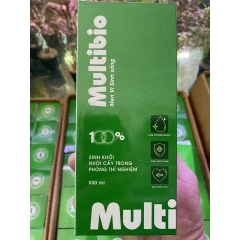 Multibio
Men Vi Sinh Sống
100%
SINH KHỐI
NUÔI CẤY TRONG
PHÒNG THÍ NGHIỆM
500 ml
Multi